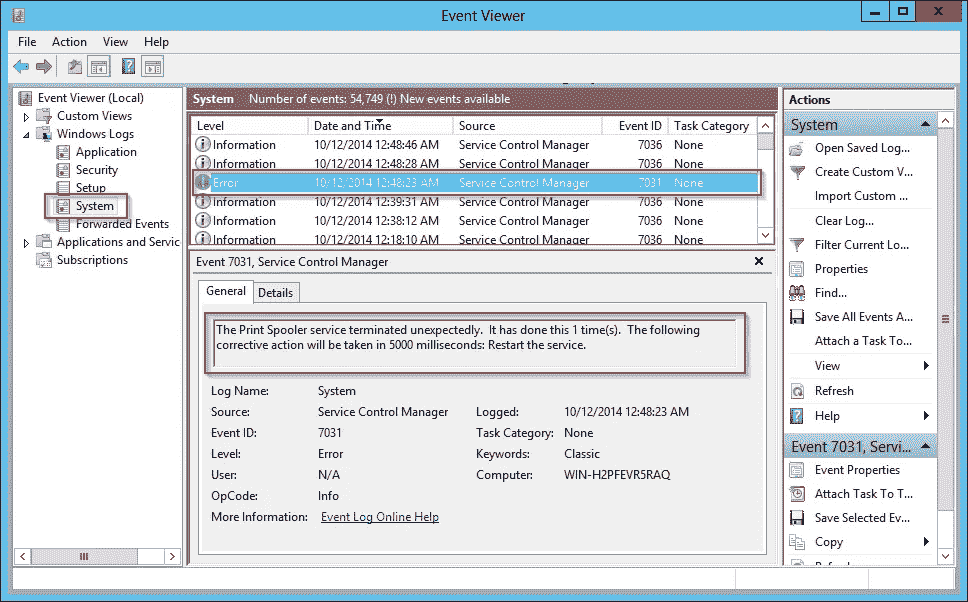 Event Viewer
File Action View Help
Event Viewer (Local)
Custom Views
Windows Logs
Application
Security
Setup
System
Forwarded Events
Applications and Servic
Subscriptions
System Number of events: 54,749 (!) New events available
Level Date and Time Source Event ID Task Category
Information 10/12/2014 12:48:46 AM Service Control Manager 7036 None
Information 10/12/2014 12:48:28 AM Service Control Manager 7036 None
Error 10/12/2014 12:48:23 AM Service Control Manager 7031 None
Information 10/12/2014 12:39:31 AM Service Control Manager 7036 None
Information 10/12/2014 12:38:12 AM Service Control Manager 7036 None
Information 10/12/2014 12:18:10 AM Service Control Manager 7036 None
Event 7031, Service Control Manager
General Details
The Print Spooler service terminated unexpectedly. It has done this 1 time(s). The following
corrective action will be taken in 5000 milliseconds: Restart the service.
Log Name: System
Source: Service Control Manager Logged: 10/12/2014 12:48:23 AM
Event ID: 7031 Task Category: None
Level: Error Keywords: Classic
User: N/A Computer: WIN-H2PFEVR5RAQ
OpCode: Info
More Information: Event Log Online Help
Actions
System
Open Saved Log...
Create Custom V...
Import Custom ...
Clear Log...
Filter Current Lo...
Properties
Find...
Save All Events A...
Attach a Task To...
View
Refresh
Help
Event 7031, Servi...
Event Properties
Attach Task To T...
Save Selected Ev...
Copy